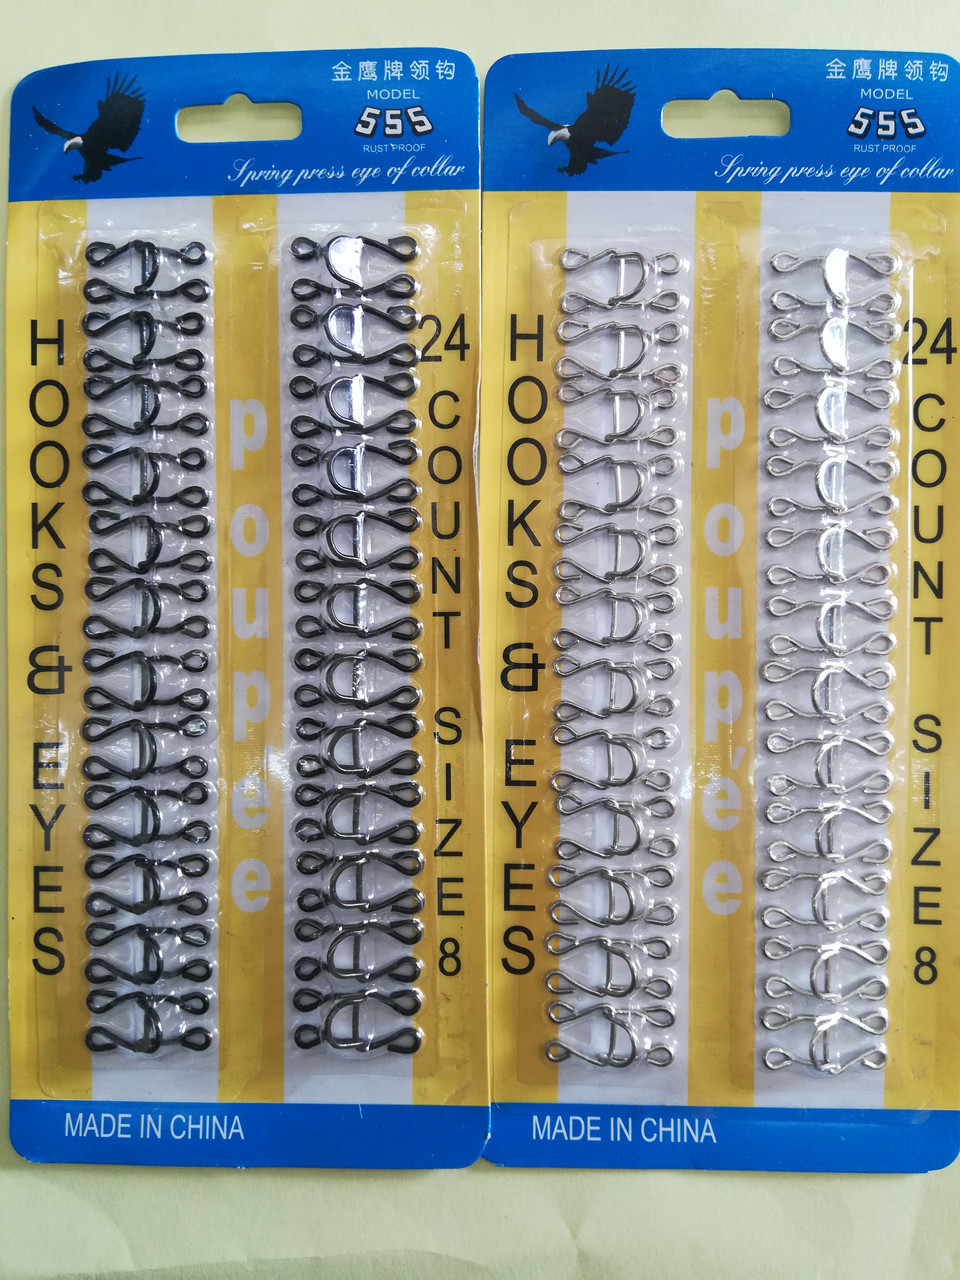 金鹰牌领钩
MODEL
555
RUST PROOF
Spring press eye of collar
HOOKS & EYES
poupée
24 COUNT SIZE 8
MADE IN CHINA
金鹰牌领钩
MODEL
555
RUST PROOF
Spring press eye of collar
HOOKS & EYES
poupée
24 COUNT SIZE 8
MADE IN CHINA